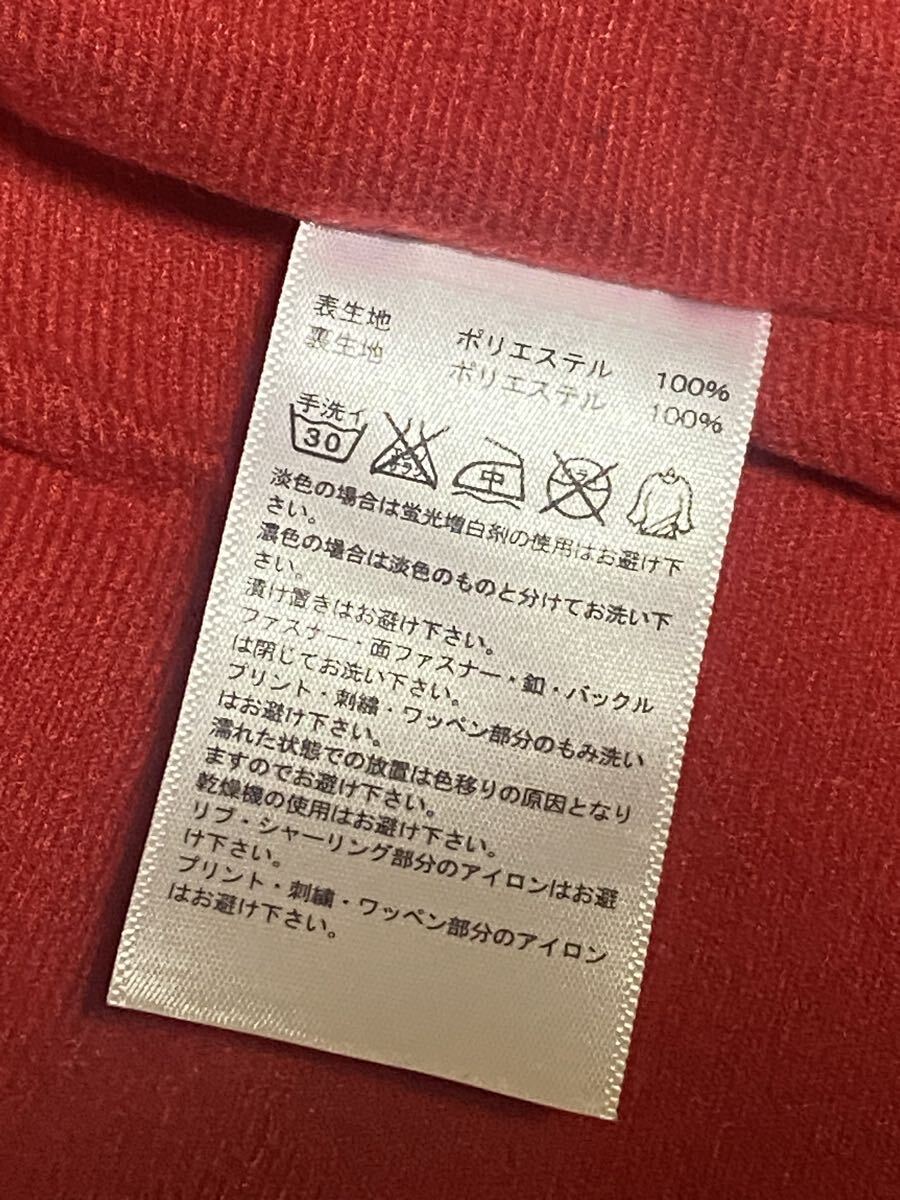 表生地 ポリエステル 100%
裏生地 ポリエステル 100%
手洗イ
30
エンソ
サラシ
中
ドライ
淡色の場合は蛍光増白剤の使用はお避け下
さい。
濃色の場合は淡色のものと分けてお洗い下
さい。
漬け置きはお避け下さい。
ファスナー・面ファスナー・釦・バックル
は閉じてお洗い下さい。
プリント・刺繍・ワッペン部分のもみ洗い
はお避け下さい。
濡れた状態での放置は色移りの原因となり
ますのでお避け下さい。
乾燥機の使用はお避け下さい。
リブ・シャーリング部分のアイロンはお避
け下さい。
プリント・刺繍・ワッペン部分のアイロン
はお避け下さい。